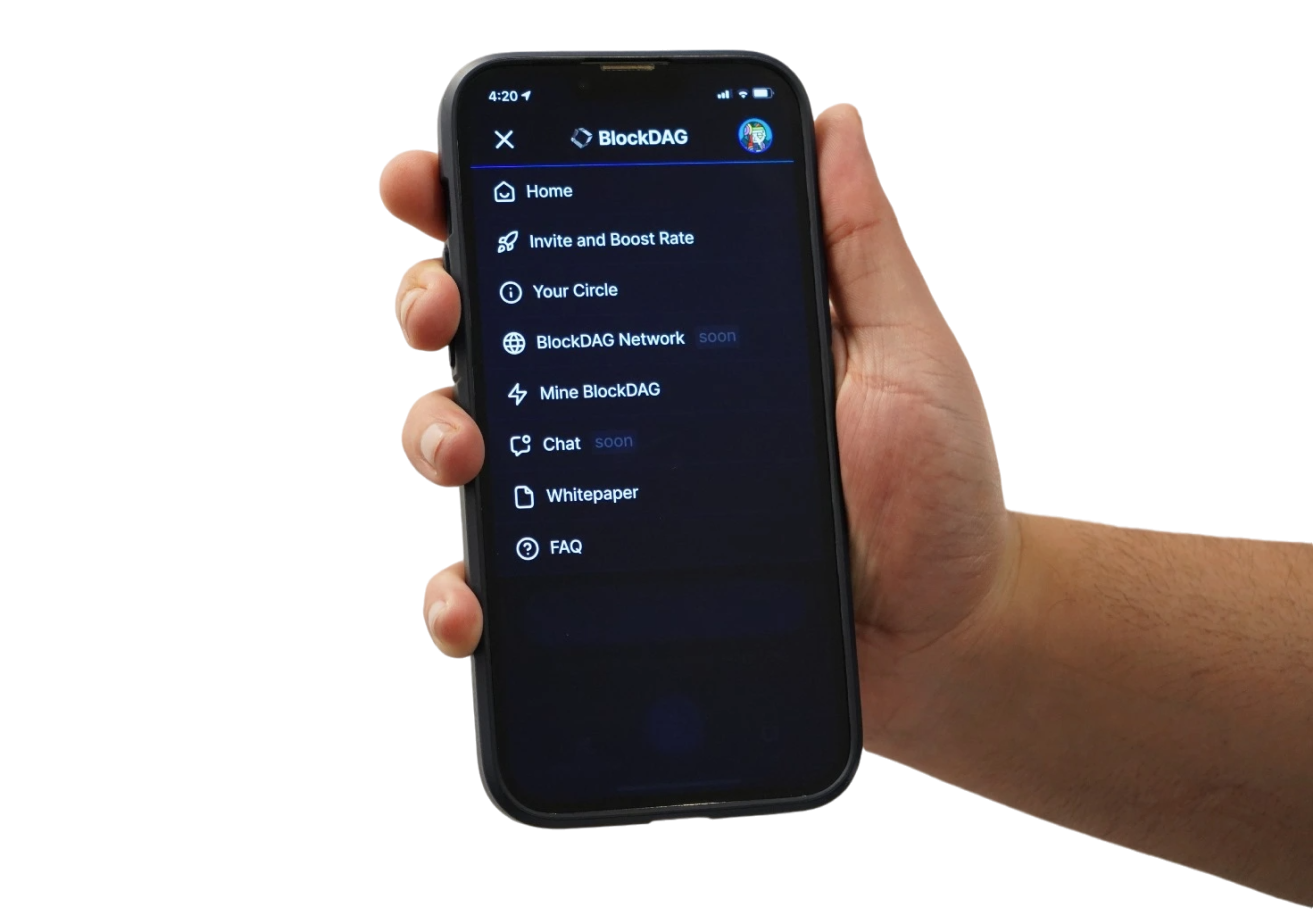 4:20
BlockDAG
Home
Invite and Boost Rate
Your Circle
BlockDAG Network soon
Mine BlockDAG
Chat soon
Whitepaper
FAQ